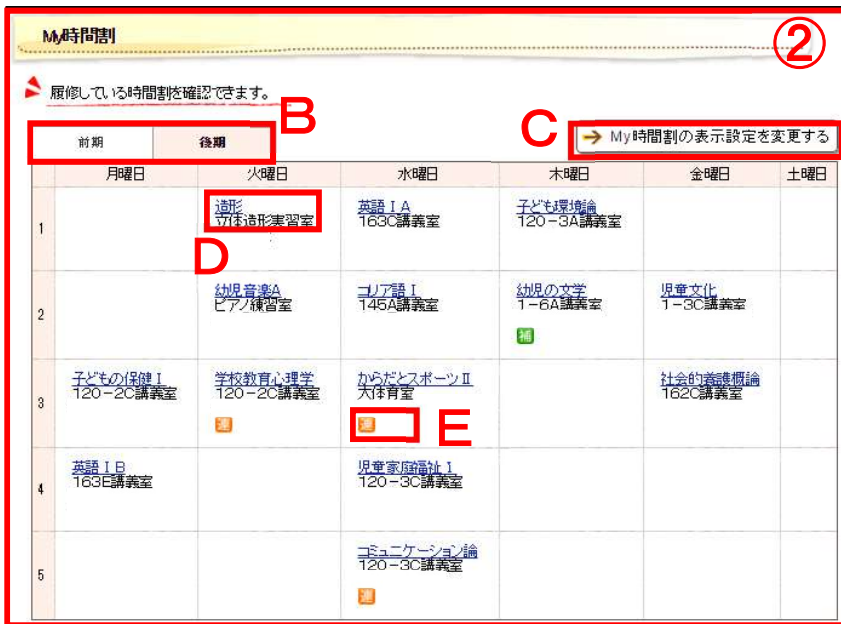 My時間割
②
履修している時間割を確認できます。
B
C
前期 後期
My時間割の表示設定を変更する
月曜日 火曜日 水曜日 木曜日 金曜日 土曜日
1
造形
立体造形実習室
英語ⅠA
163C講義室
子ども環境論
120-3A講義室
D
2
幼児音楽A
ピアノ練習室
コリア語Ⅰ
145A講義室
幼児の文学
1-6A講義室
補
児童文化
1-3C講義室
3
子どもの保健Ⅰ
120-2C講義室
学校教育心理学
120-2C講義室
連
からだとスポーツⅡ
大体育室
連
E
社会的養護概論
162C講義室
4
英語ⅠB
163E講義室
児童家庭福祉Ⅰ
120-3C講義室
5
コミュニケーション論
120-3C講義室
連